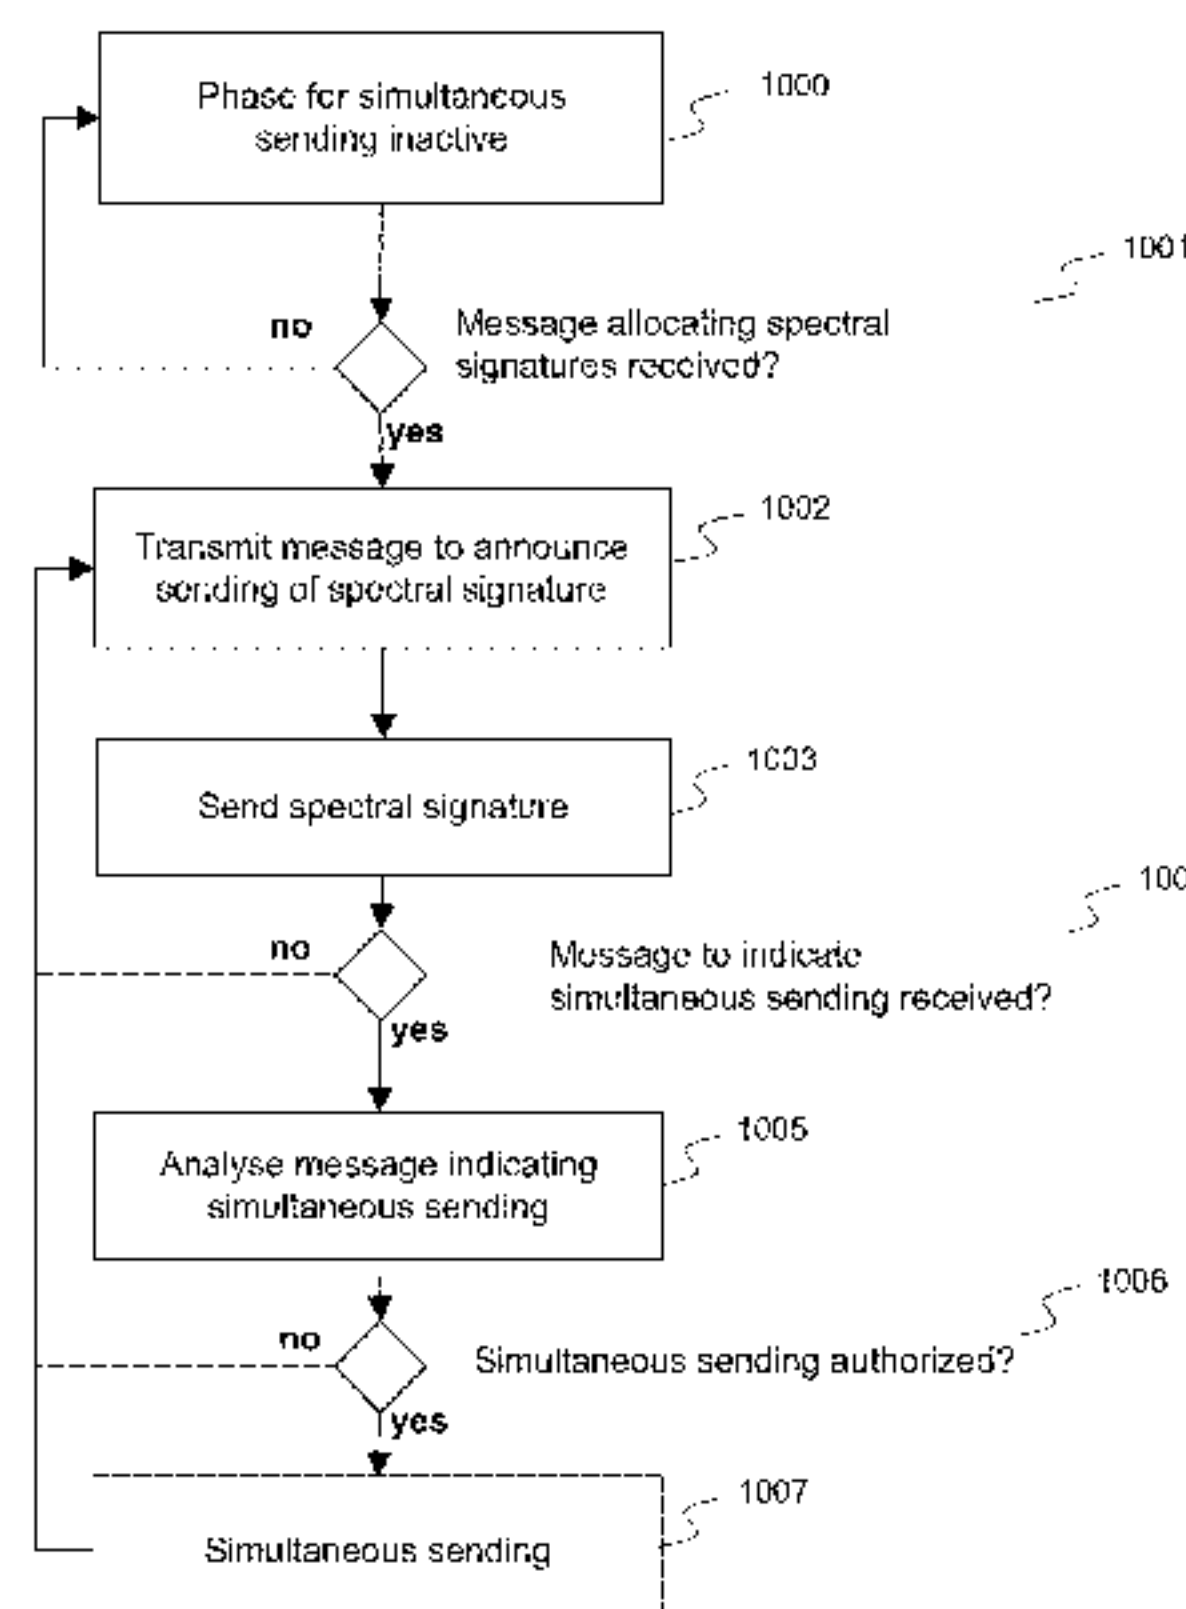 Phase for simultaneous
sending inactive
1000
1001
no
Message allocating spectral
signatures received?
yes
1002
Transmit message to announce
sending of spectral signature
1003
Send spectral signature
100
no
Message to indicate
simultaneous sending received?
yes
1005
Analyse message indicating
simultaneous sending
1006
no
Simultaneous sending authorized?
yes
1007
Simultaneous sending